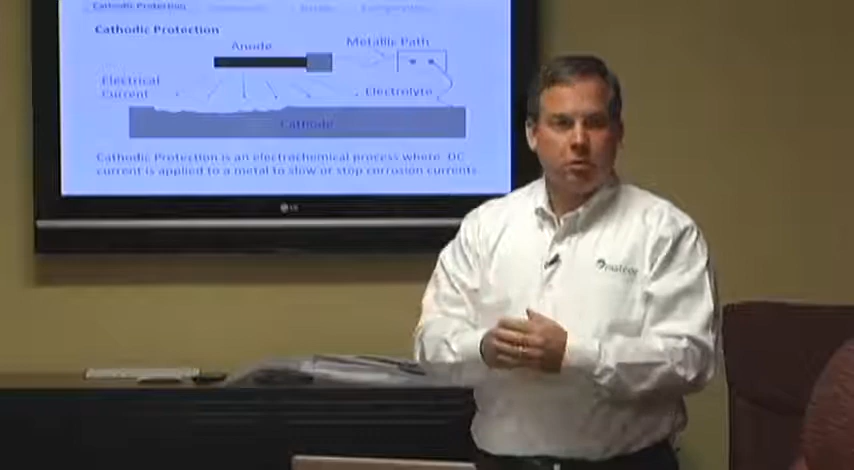 Cathodic Protection
Cathodic Protection
Anode
Metallic Path
Electrical
Current
Electrolyte
Cathode
Cathodic Protection is an electrochemical process where DC
current is applied to a metal to slow or stop corrosion currents
LG